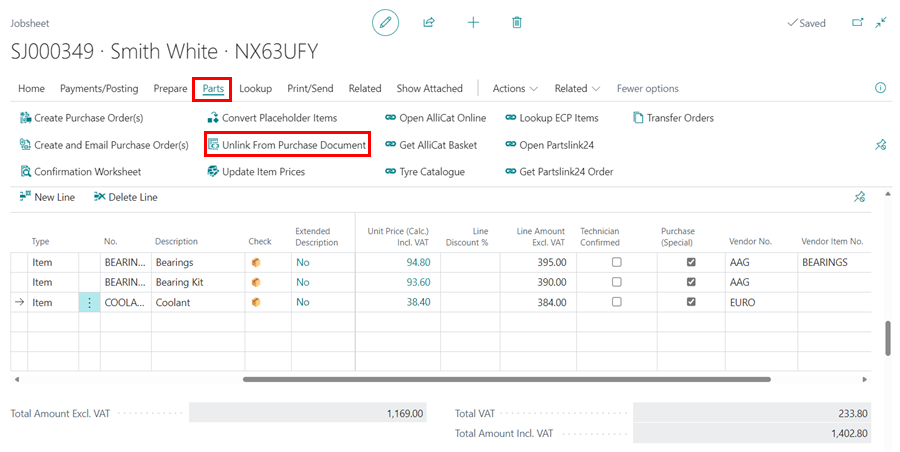 Jobsheet
Saved
SJ000349 · Smith White · NX63UFY
Home Payments/Posting Prepare Parts Lookup Print/Send Related Show Attached Actions Related Fewer options
Create Purchase Order(s) Convert Placeholder Items Open AlliCat Online Lookup ECP Items Transfer Orders
Create and Email Purchase Order(s) Unlink From Purchase Document Get AlliCat Basket Open Partslink24
Confirmation Worksheet Update Item Prices Tyre Catalogue Get Partslink24 Order
New Line Delete Line
Extended Unit Price (Calc.) Line Line Amount Technician Purchase
Type No. Description Check Description Incl. VAT Discount % Excl. VAT Confirmed (Special) Vendor No. Vendor Item No.
Item BEARIN... Bearings No 94.80 395.00 AAG BEARINGS
Item BEARIN... Bearing Kit No 93.60 390.00 AAG
Item COOLA... Coolant No 38.40 384.00 EURO
Total Amount Excl. VAT 1,169.00 Total VAT 233.80
Total Amount Incl. VAT 1,402.80